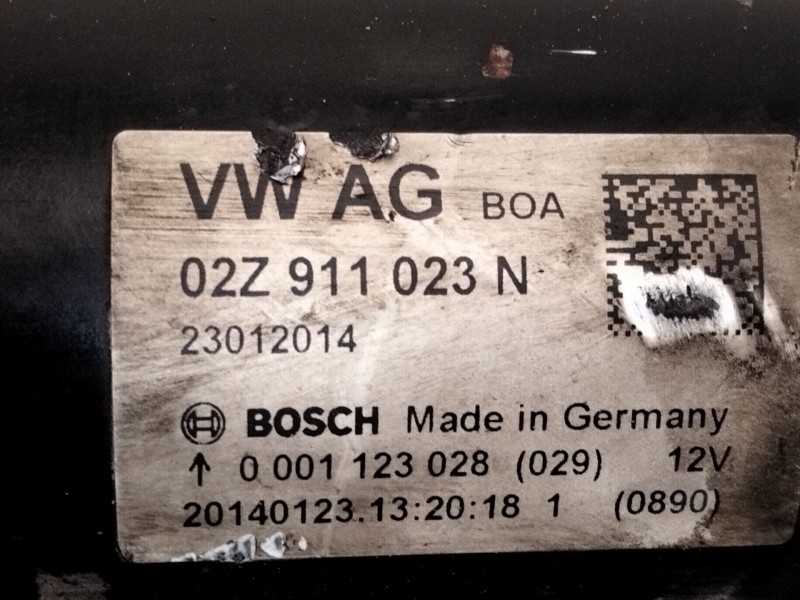 VW AG BOA
02Z 911 023 N
23012014
BOSCH Made in Germany
↑ 0 001 123 028 (029) 12V
20140123.13:20:18 1 (0890)